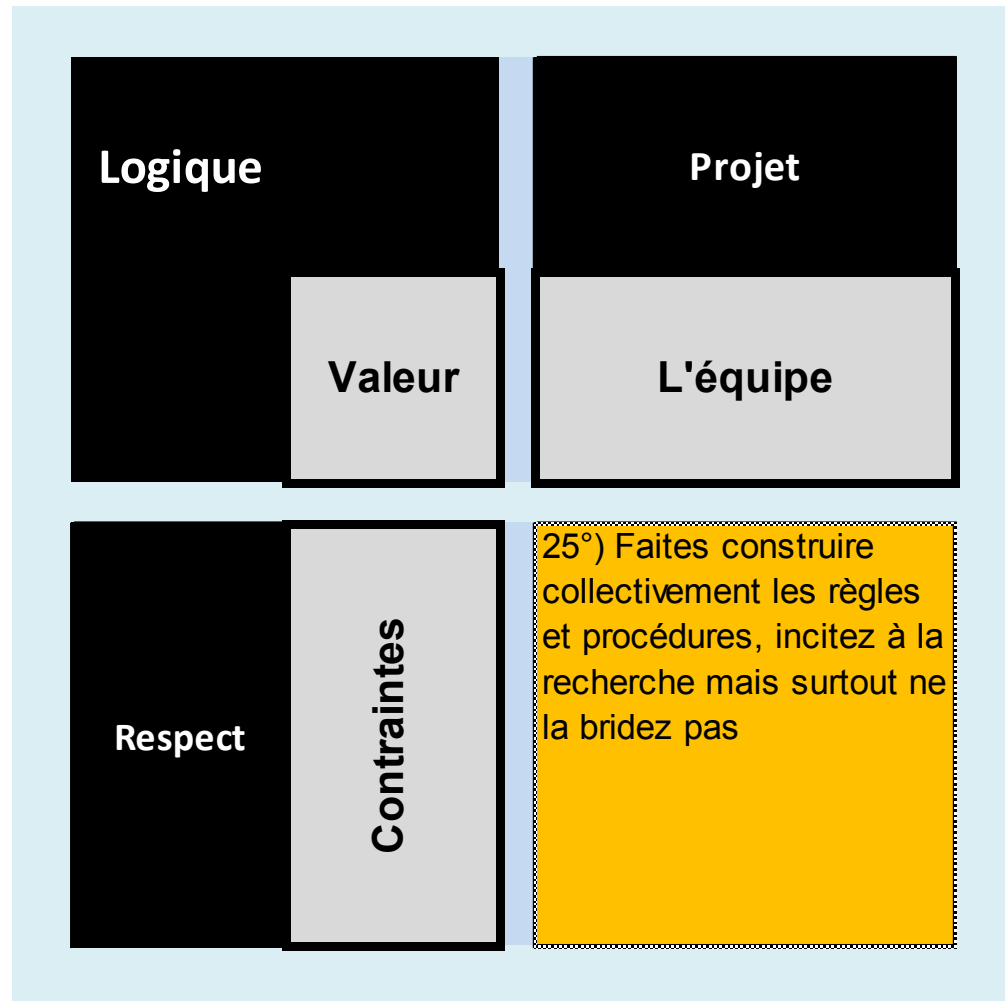 Logique
Projet
Valeur
L'équipe
Respect
Contraintes
25°) Faites construire
collectivement les règles
et procédures, incitez à la
recherche mais surtout ne
la bridez pas